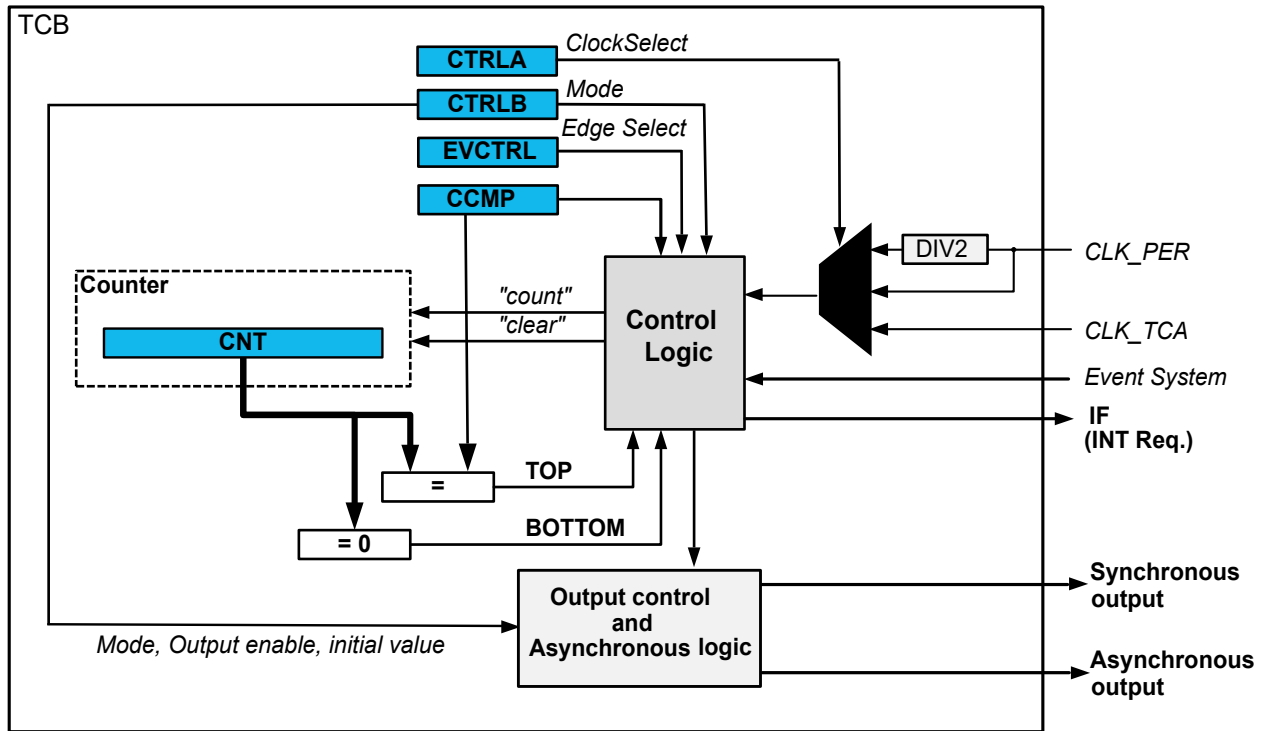 TCB
CTRLA
ClockSelect
CTRLB
Mode
EVCTRL
Edge Select
CCMP
DIV2
CLK_PER
Counter
"count"
CNT
"clear"
Control
Logic
CLK_TCA
Event System
IF
(INT Req.)
=
TOP
= 0
BOTTOM
Output control
and
Asynchronous logic
Mode, Output enable, initial value
Synchronous
output
Asynchronous
output